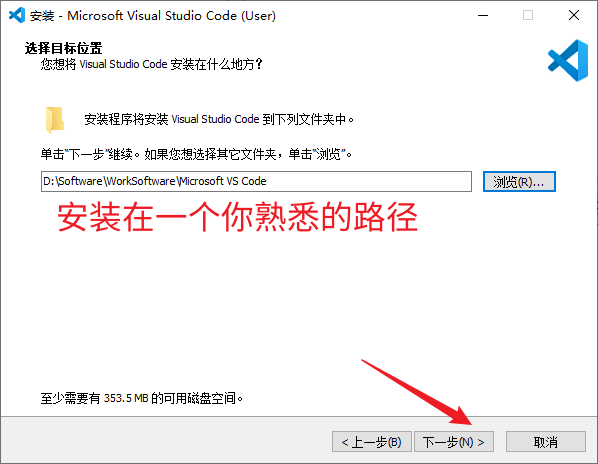 安装 - Microsoft Visual Studio Code (User)
选择目标位置
您想将 Visual Studio Code 安装在什么地方？
安装程序将安装 Visual Studio Code 到下列文件夹中。
单击“下一步”继续。如果您想选择其它文件夹，单击“浏览”。
D:\Software\WorkSoftware\Microsoft VS Code
浏览(R)...
安装在一个你熟悉的路径
至少需要有 353.5 MB 的可用磁盘空间。
< 上一步(B) 下一步(N) > 取消